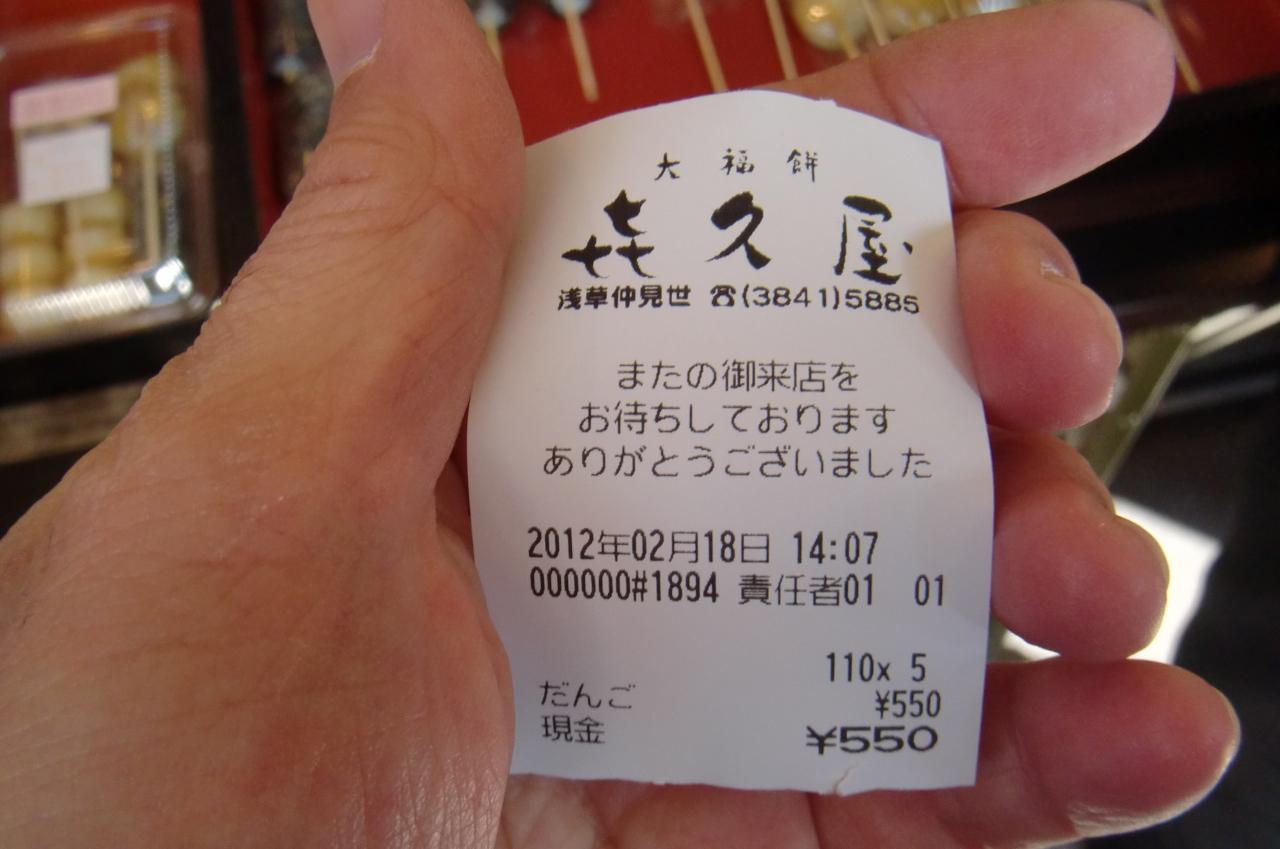 大福餅
㐂久屋
浅草仲見世 ☎(3841)5885
またの御来店を
お待ちしております
ありがとうございました
2012年02月18日 14:07
000000#1894 責任者01 01
110x 5
だんご ¥550
現金 ¥550